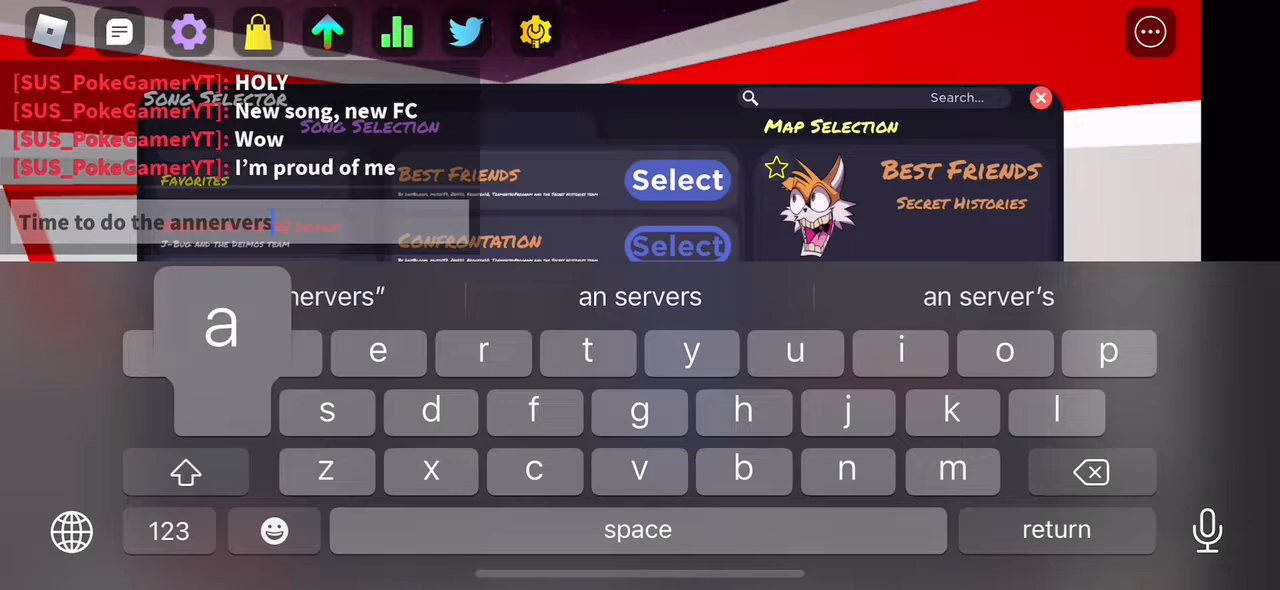 [SUS_PokeGamerYT]: HOLY
[SUS_PokeGamerYT]: New song, new FC
[SUS_PokeGamerYT]: Wow
[SUS_PokeGamerYT]: I'm proud of me
Time to do the annervers
Song Selector
Search...
Song Selection
Map Selection
Favorites
J-Bug and the Deimos team
Best Friends
Select
Confrontation
Select
Best Friends
Secret Histories
nervers"
an servers
an server's
a
e r t y u i o p
s d f g h j k l
z x c v b n m
123
space
return